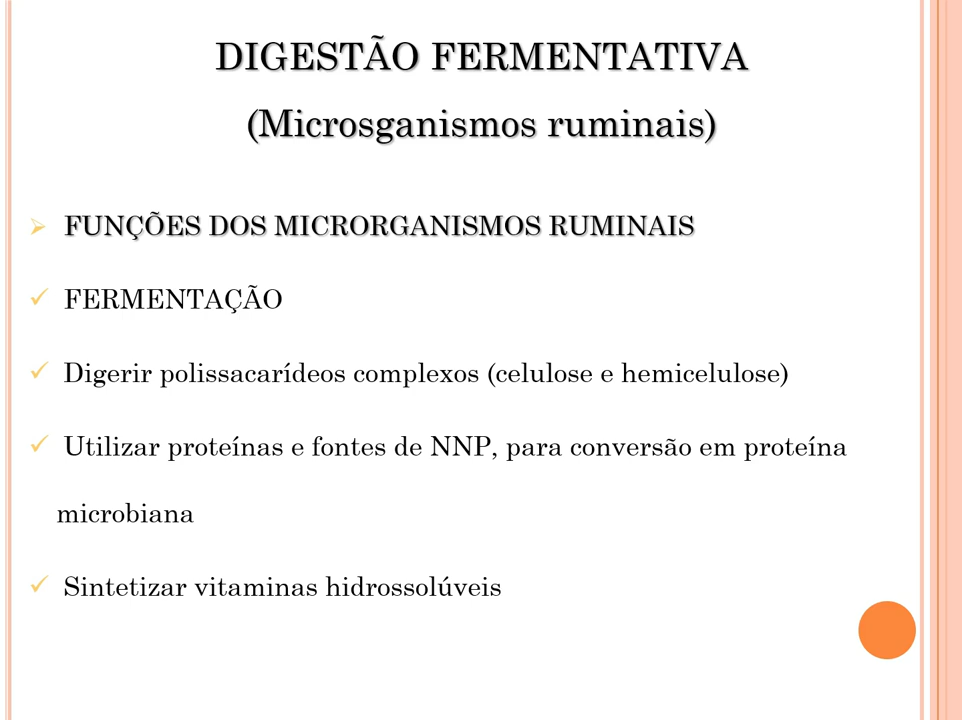 DIGESTÃO FERMENTATIVA
(Microsganismos ruminais)
FUNÇÕES DOS MICRORGANISMOS RUMINAIS
FERMENTAÇÃO
Digerir polissacarídeos complexos (celulose e hemicelulose)
Utilizar proteínas e fontes de NNP, para conversão em proteína
microbiana
Sintetizar vitaminas hidrossolúveis